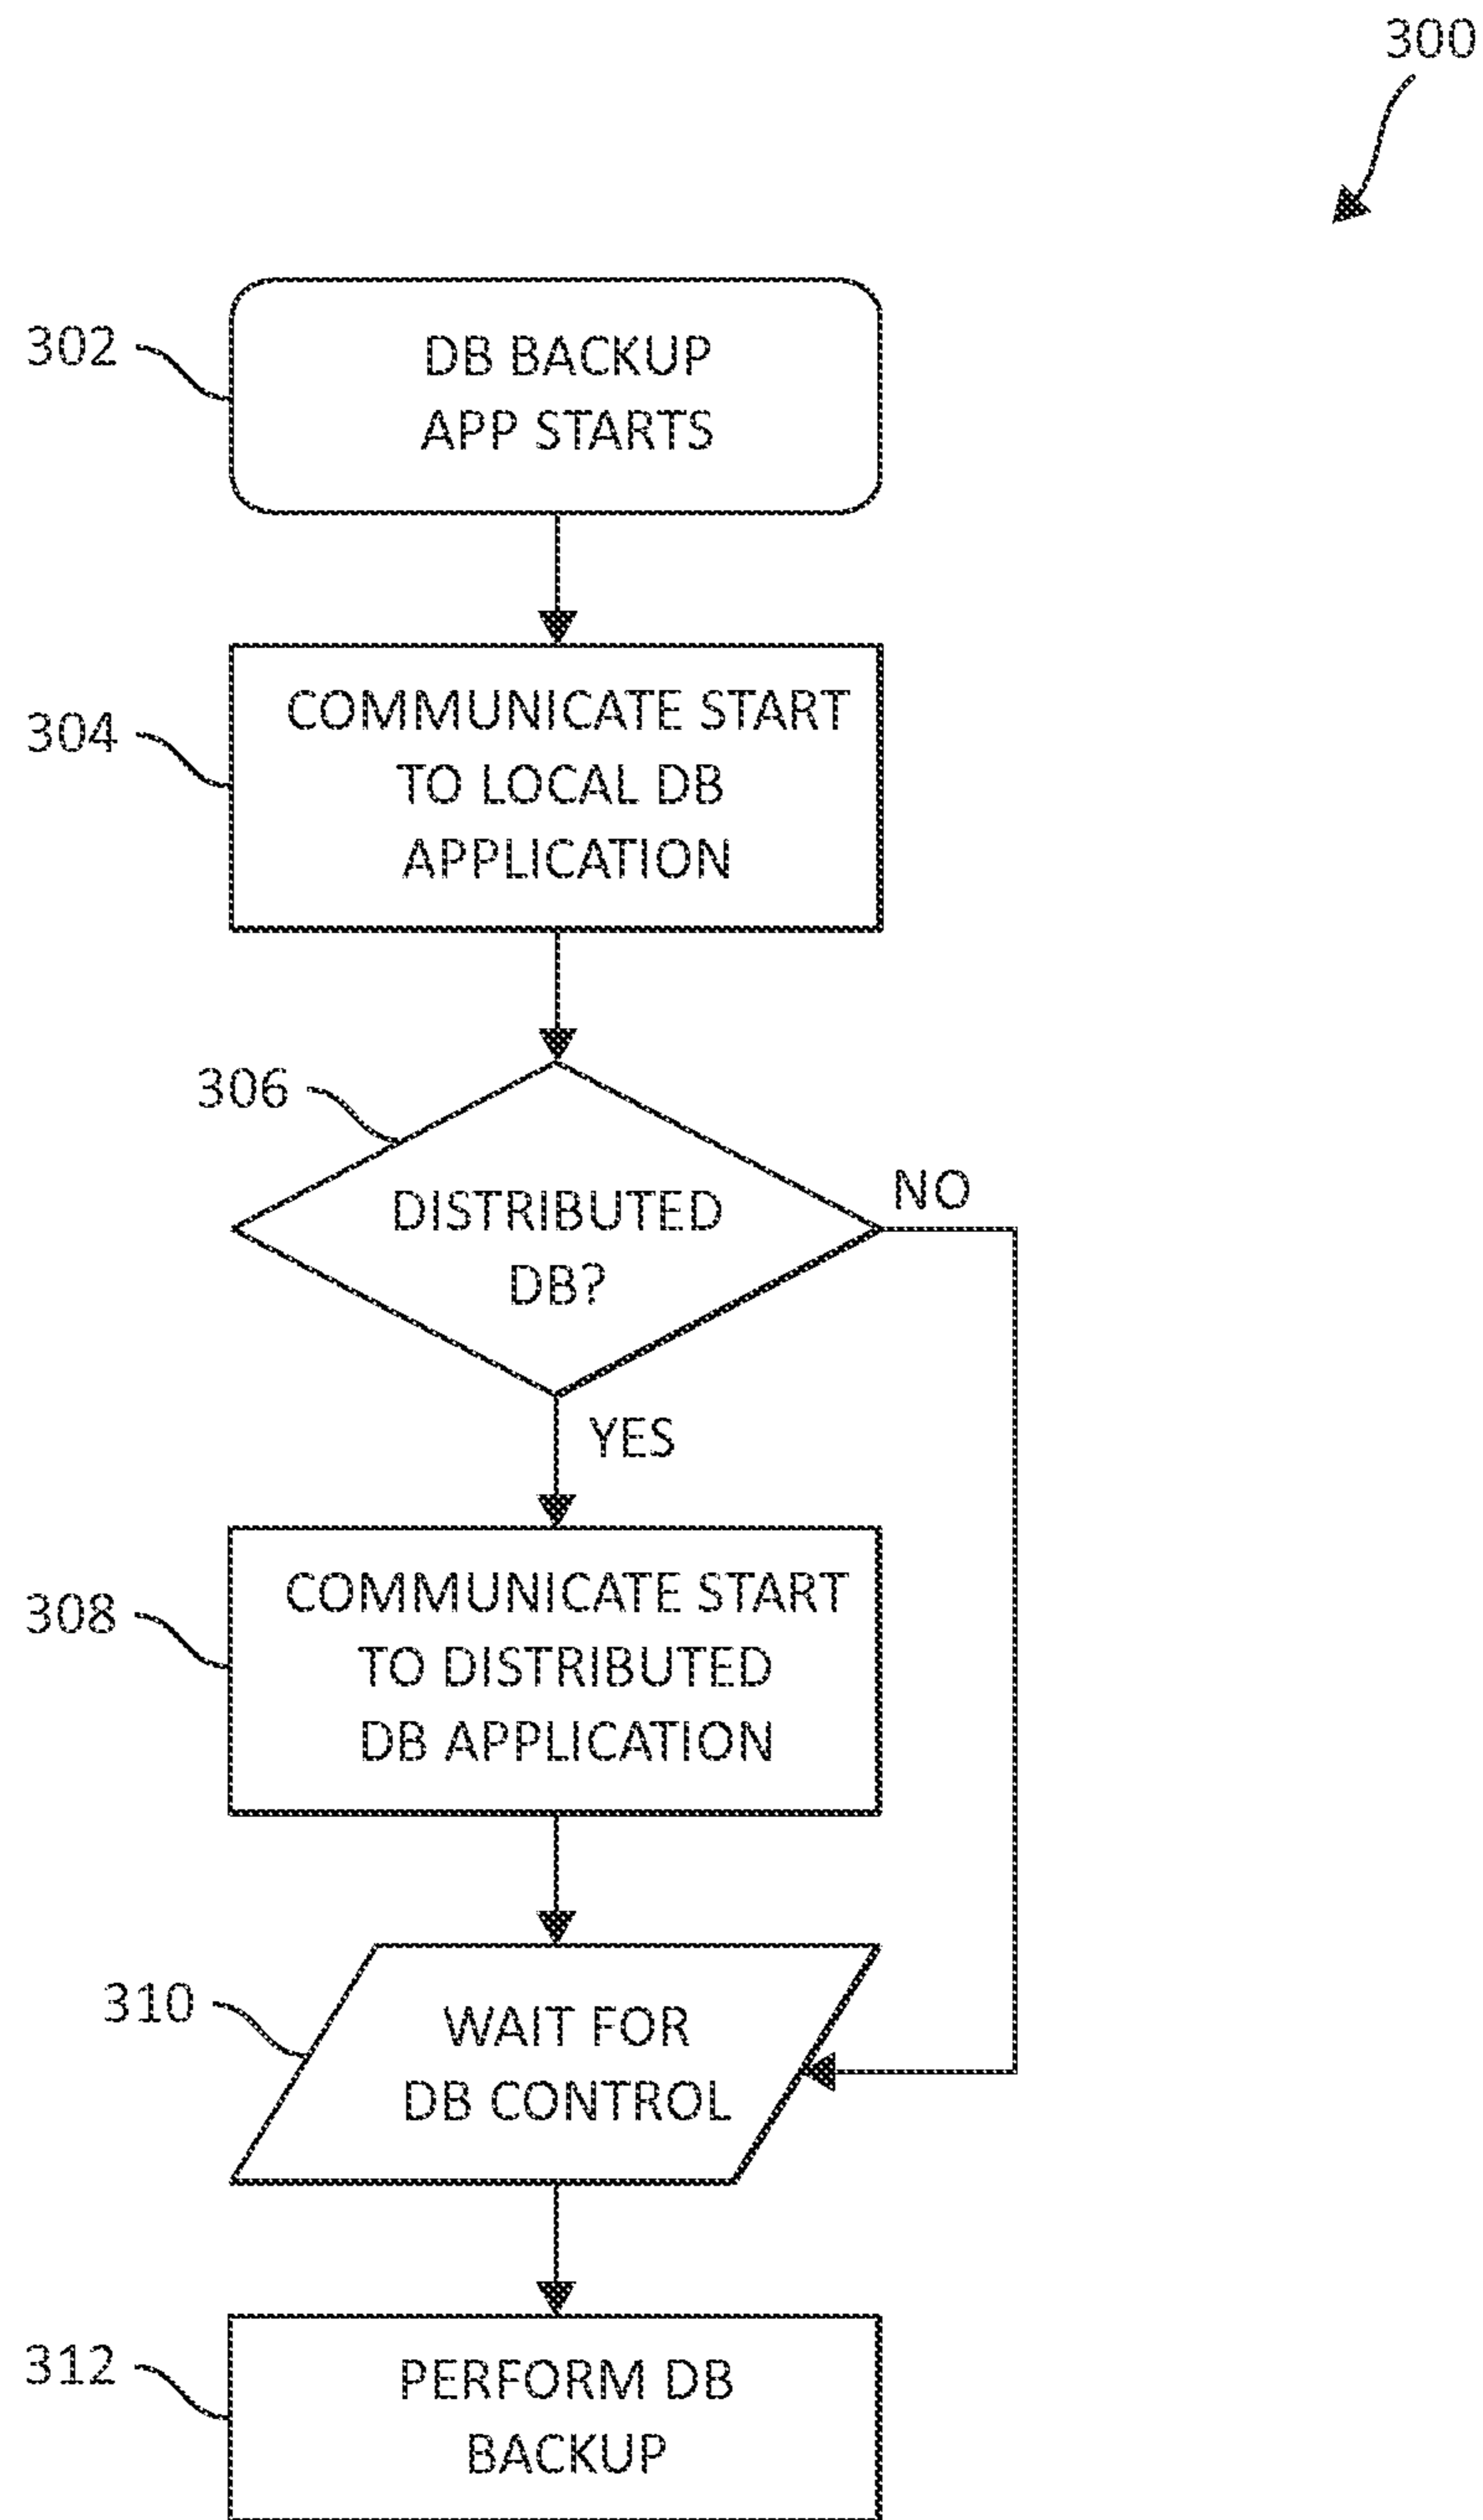 300
302
DB BACKUP
APP STARTS
304
COMMUNICATE START
TO LOCAL DB
APPLICATION
306
DISTRIBUTED
DB?
NO
YES
308
COMMUNICATE START
TO DISTRIBUTED
DB APPLICATION
310
WAIT FOR
DB CONTROL
312
PERFORM DB
BACKUP